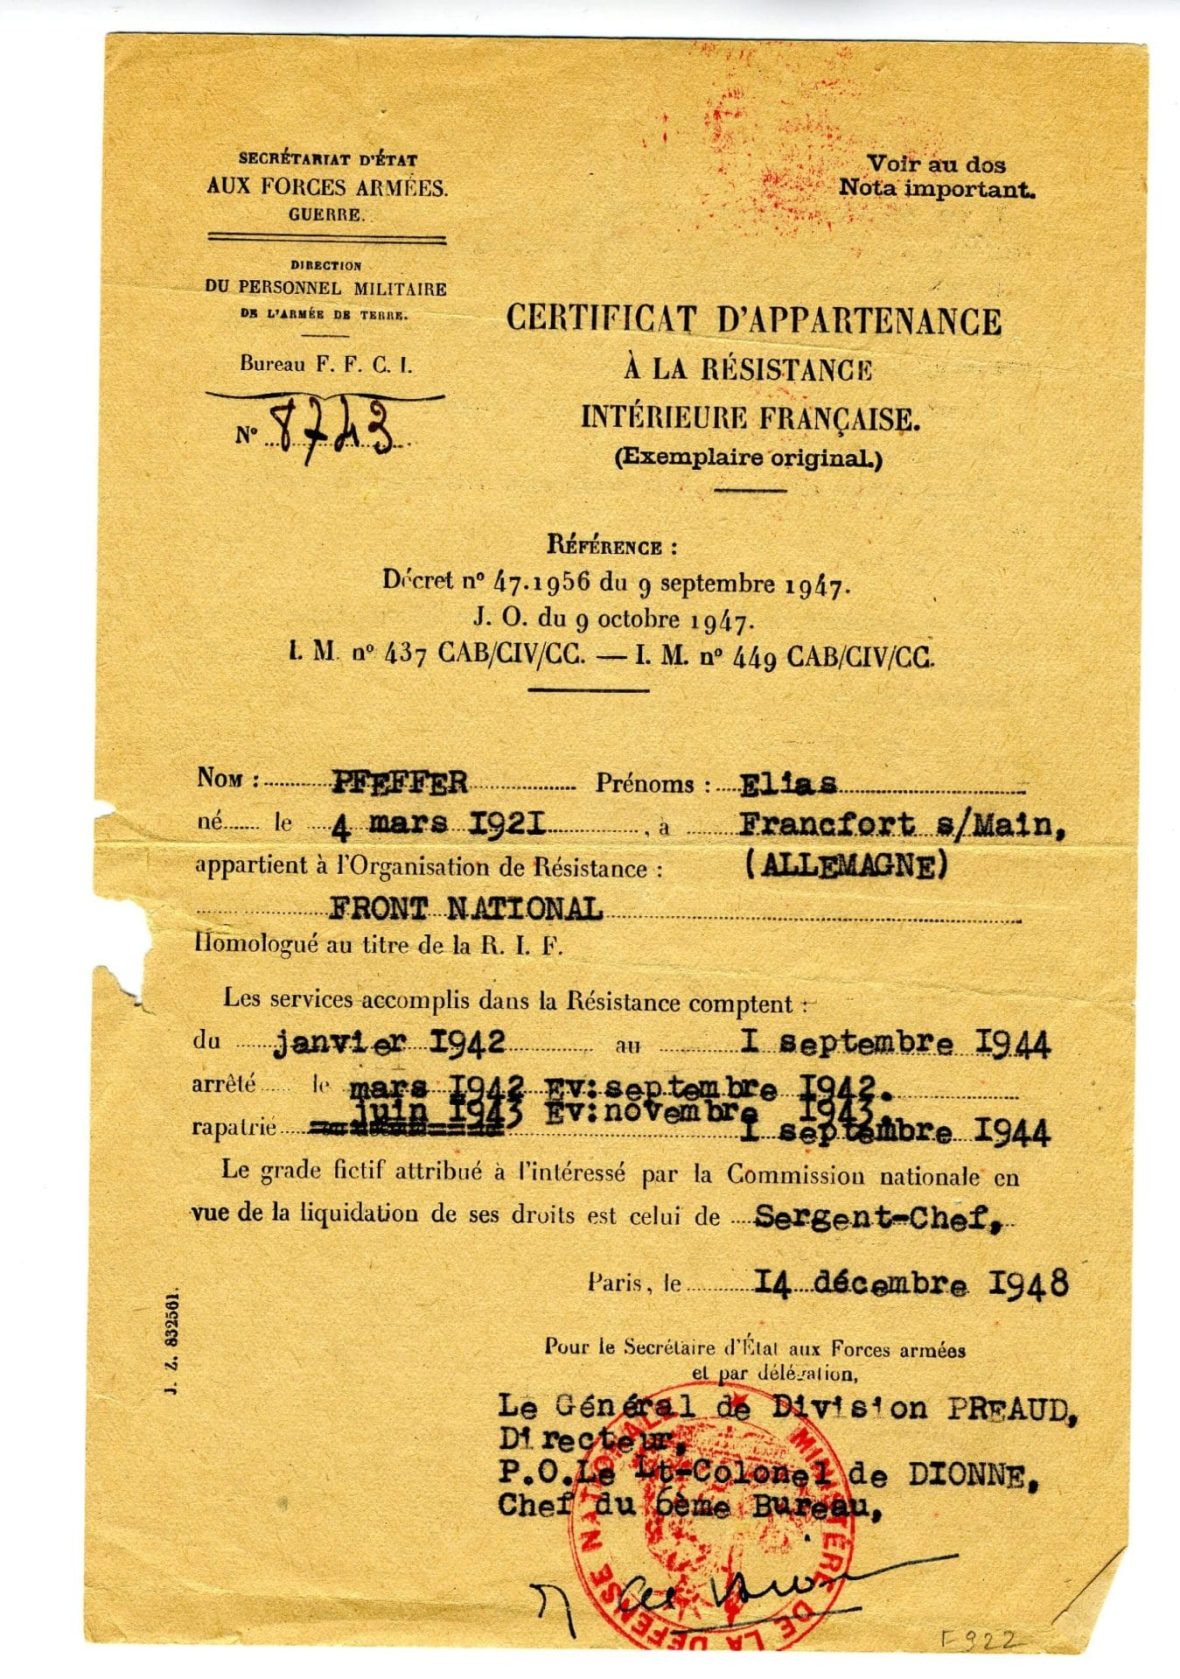 SECRÉTARIAT D'ÉTAT
AUX FORCES ARMÉES.
GUERRE.
DIRECTION
DU PERSONNEL MILITAIRE
DE L'ARMÉE DE TERRE.
Bureau F. F. C. I.
N° 8743
Voir au dos
Nota important.
CERTIFICAT D'APPARTENANCE
À LA RÉSISTANCE
INTÉRIEURE FRANÇAISE.
(Exemplaire original.)
RÉFÉRENCE :
Décret n° 47.1956 du 9 septembre 1947.
J. O. du 9 octobre 1947.
I. M. n° 437 CAB/CIV/CC. — I. M. n° 449 CAB/CIV/CC.
NOM : PFEFFER Prénoms : Elias
né le 4 mars 1921, à Francfort s/Main,
appartient à l'Organisation de Résistance : (ALLEMAGNE)
FRONT NATIONAL
Homologué au titre de la R. I. F.
Les services accomplis dans la Résistance comptent :
du janvier 1942 au I septembre 1944
arrêté le mars 1942 Ev:septembre 1942.
juin 1943 Ev:novembre 1943.
rapatrié I septembre 1944
Le grade fictif attribué à l'intéressé par la Commission nationale en
vue de la liquidation de ses droits est celui de Sergent-Chef,
Paris, le 14 décembre 1948
Pour le Secrétaire d'État aux Forces armées
et par délégation,
Le Général de Division PREAUD,
Directeur,
P.O.Le Lt-Colonel de DIONNE,
Chef du 6ème Bureau,
MINISTÈRE DE LA DÉFENSE NATIONALE
J. Z. 832561.
F 922